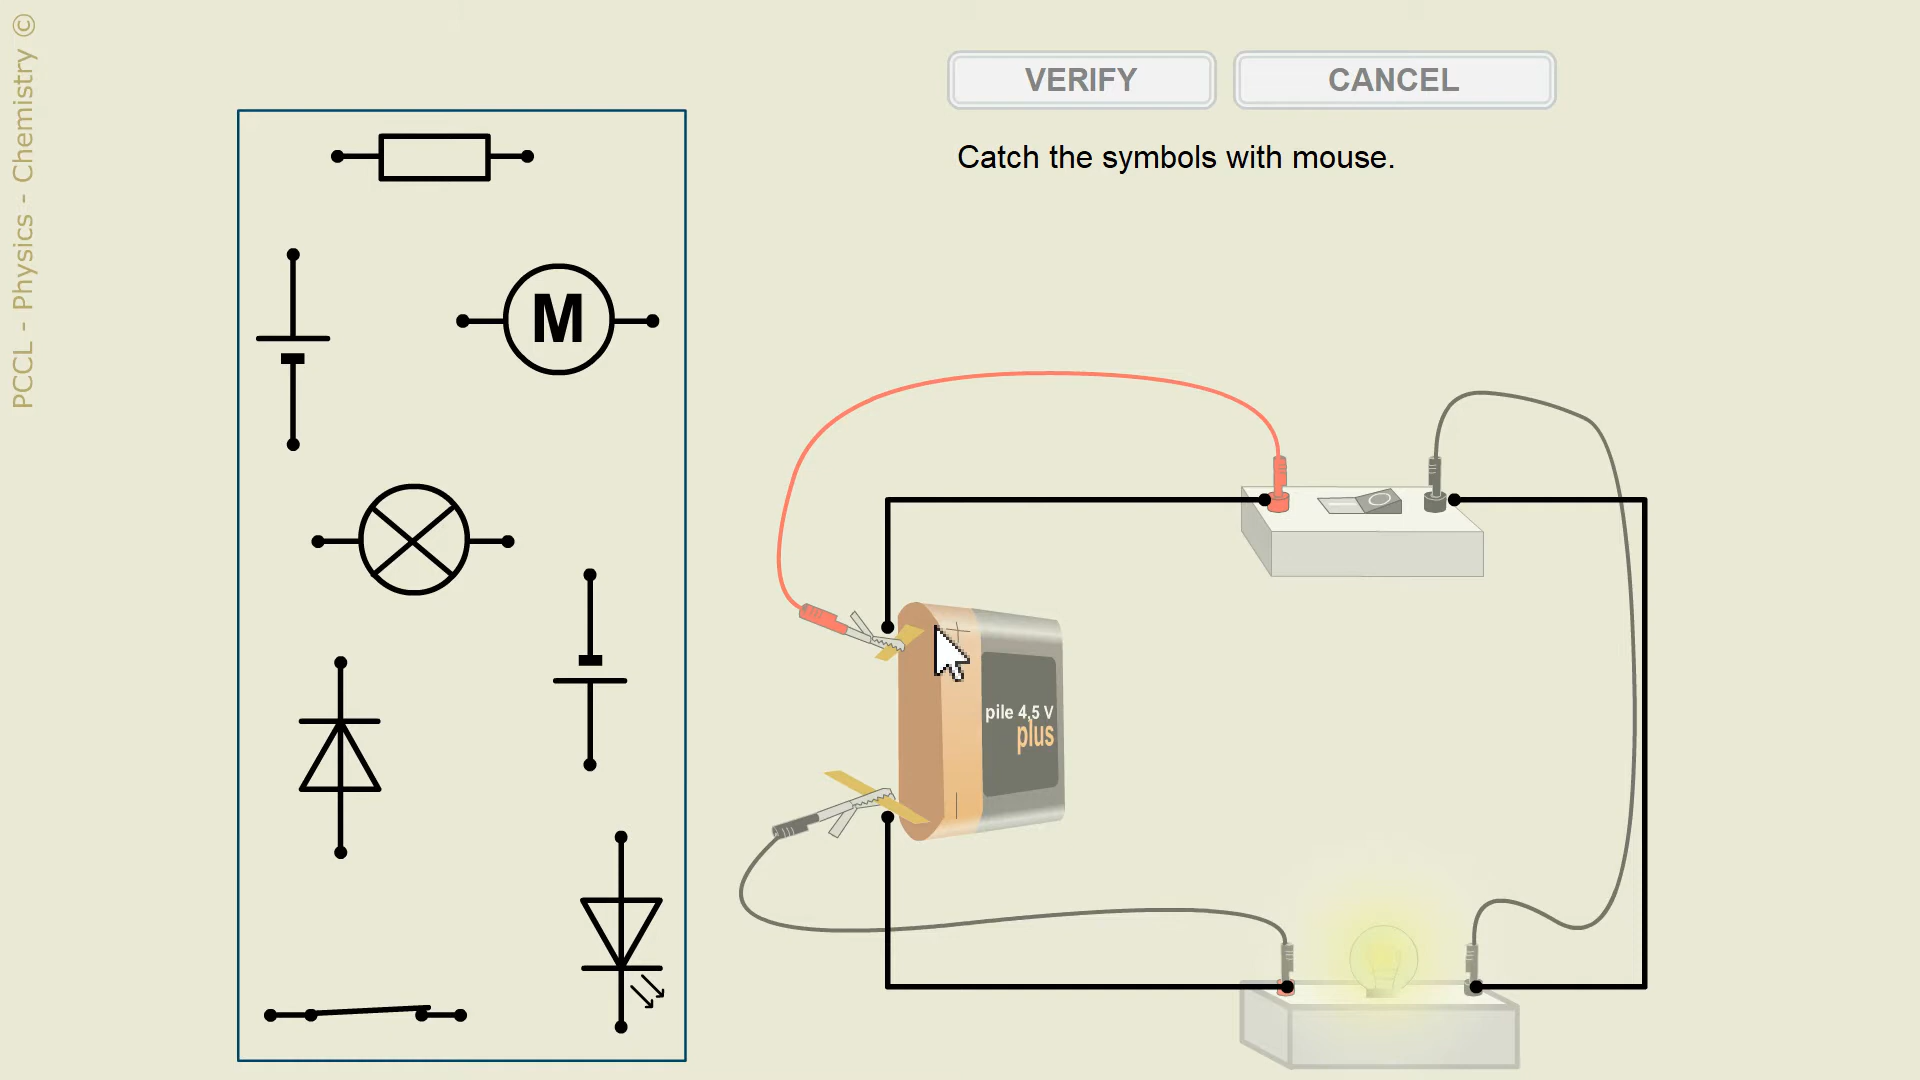 PCCL - Physics - Chemistry ©
VERIFY
CANCEL
Catch the symbols with mouse.
M
pile 4,5 V
plus